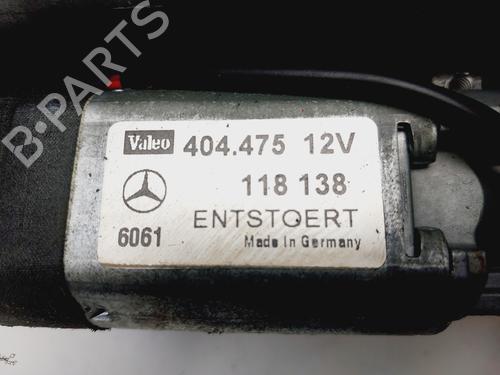 B-PARTS
Valeo 404.475 12V
118 138
6061 ENTSTOERT
Made In Germany